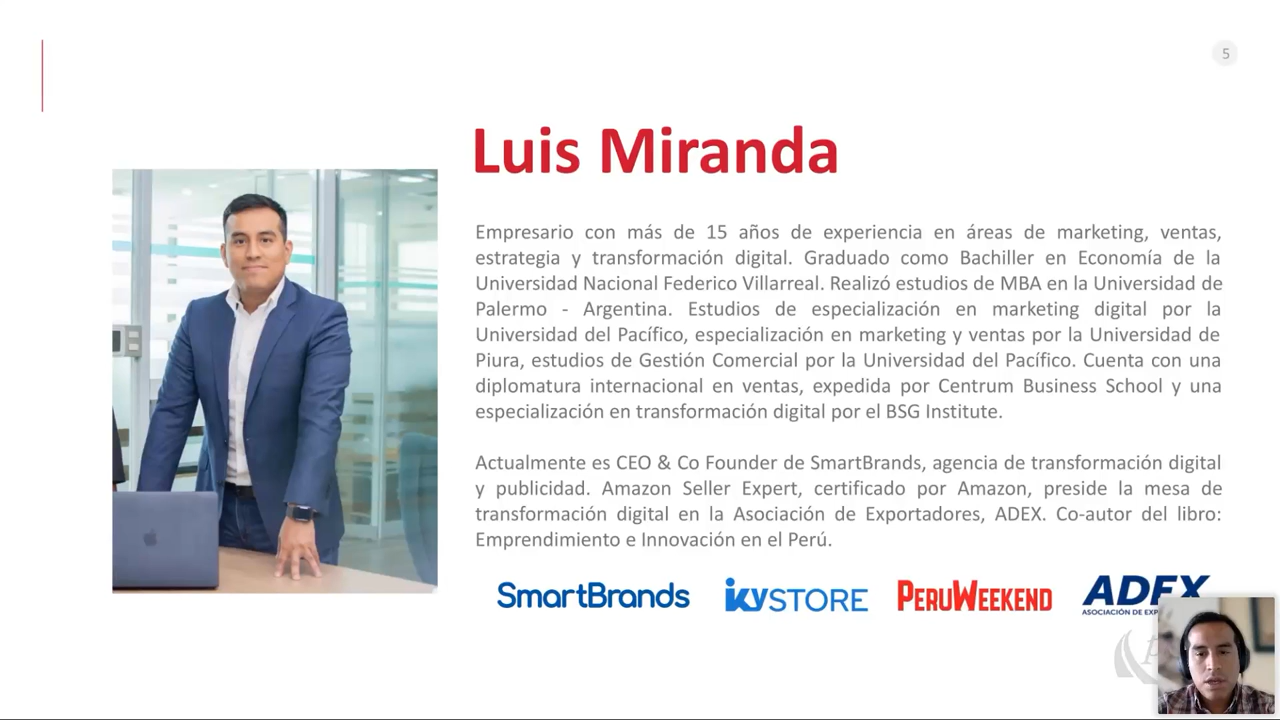 5
Luis Miranda
Empresario con más de 15 años de experiencia en áreas de marketing, ventas,
estrategia y transformación digital. Graduado como Bachiller en Economía de la
Universidad Nacional Federico Villarreal. Realizó estudios de MBA en la Universidad de
Palermo - Argentina. Estudios de especialización en marketing digital por la
Universidad del Pacífico, especialización en marketing y ventas por la Universidad de
Piura, estudios de Gestión Comercial por la Universidad del Pacífico. Cuenta con una
diplomatura internacional en ventas, expedida por Centrum Business School y una
especialización en transformación digital por el BSG Institute.
Actualmente es CEO & Co Founder de SmartBrands, agencia de transformación digital
y publicidad. Amazon Seller Expert, certificado por Amazon, preside la mesa de
transformación digital en la Asociación de Exportadores, ADEX. Co-autor del libro:
Emprendimiento e Innovación en el Perú.
SmartBrands ikySTORE PERUWEEKEND ADEX
ASOCIACIÓN DE